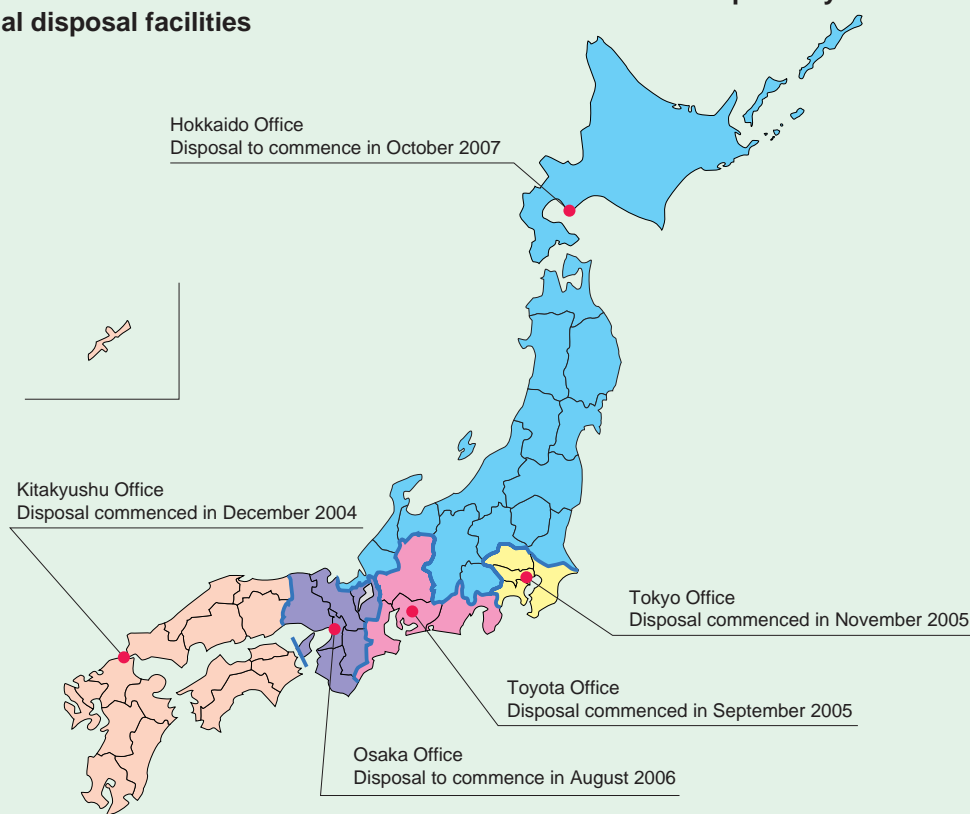 al disposal facilities
Hokkaido Office
Disposal to commence in October 2007
Kitakyushu Office
Disposal commenced in December 2004
Tokyo Office
Disposal commenced in November 2005
Toyota Office
Disposal commenced in September 2005
Osaka Office
Disposal to commence in August 2006